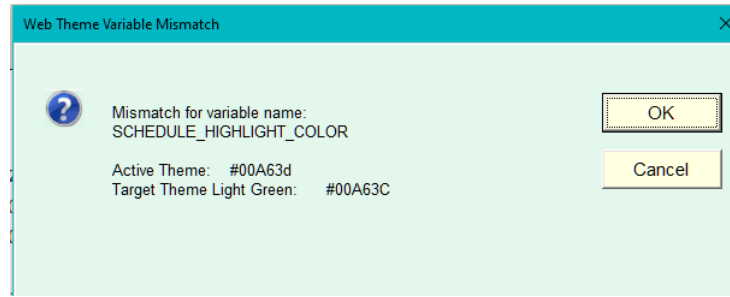 Web Theme Variable Mismatch
Mismatch for variable name:
SCHEDULE_HIGHLIGHT_COLOR
Active Theme: #00A63d
Target Theme Light Green: #00A63C
OK
Cancel